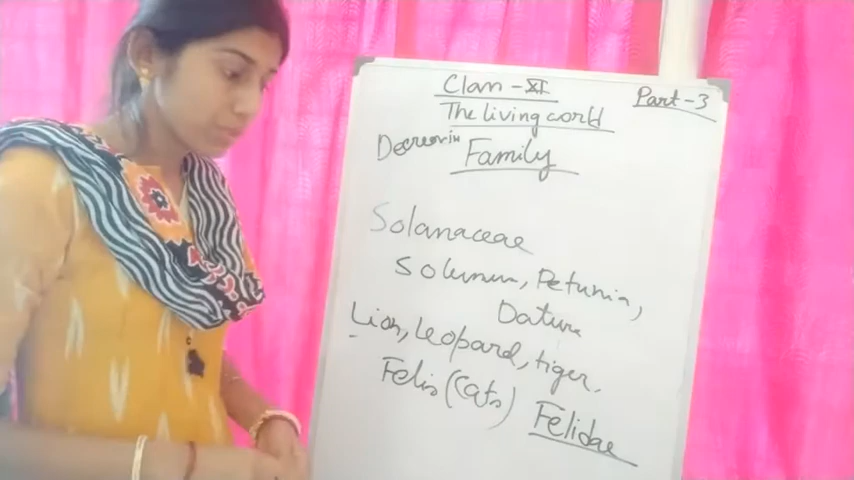 Class - XI
Part - 3
The living world
Family
Solanaceae
Solanum, Petunia,
Datura
Lion, Leopard, tiger.
Felis (Cats) Felidae